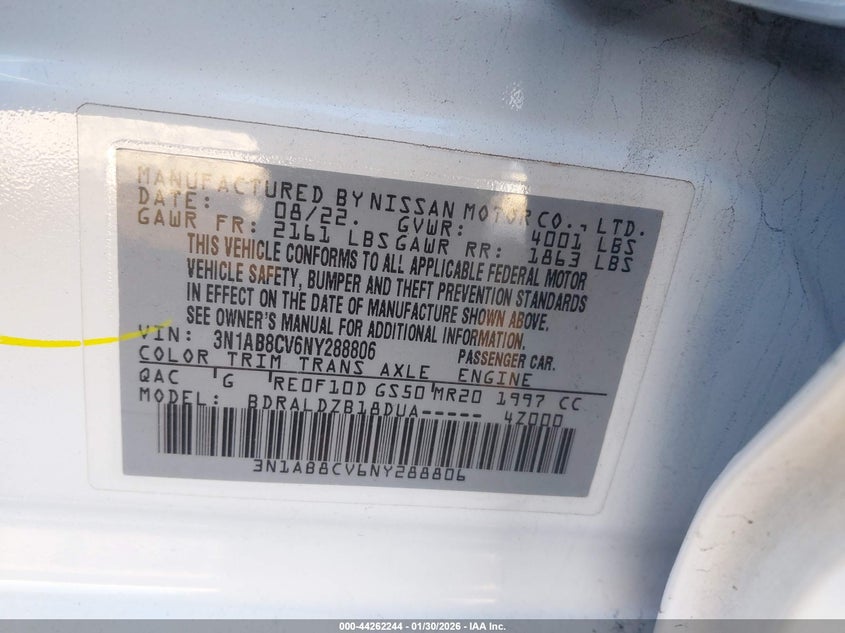 MANUFACTURED BY NISSAN MOTOR CO., LTD.
DATE: 08/22. GVWR: 4001 LBS
GAWR FR: 2161 LBS GAWR RR: 1863 LBS
THIS VEHICLE CONFORMS TO ALL APPLICABLE FEDERAL MOTOR
VEHICLE SAFETY, BUMPER AND THEFT PREVENTION STANDARDS
IN EFFECT ON THE DATE OF MANUFACTURE SHOWN ABOVE.
SEE OWNER'S MANUAL FOR ADDITIONAL INFORMATION.
VIN: 3N1AB8CV6NY288806 PASSENGER CAR.
COLOR TRIM TRANS AXLE ENGINE
QAC G RE0F10D GS50 MR20 1997 CC
MODEL: BDRALDZB18DUA----- 4Z000
3N1AB8CV6NY288806
000-44262244 - 01/30/2026 - IAA Inc.